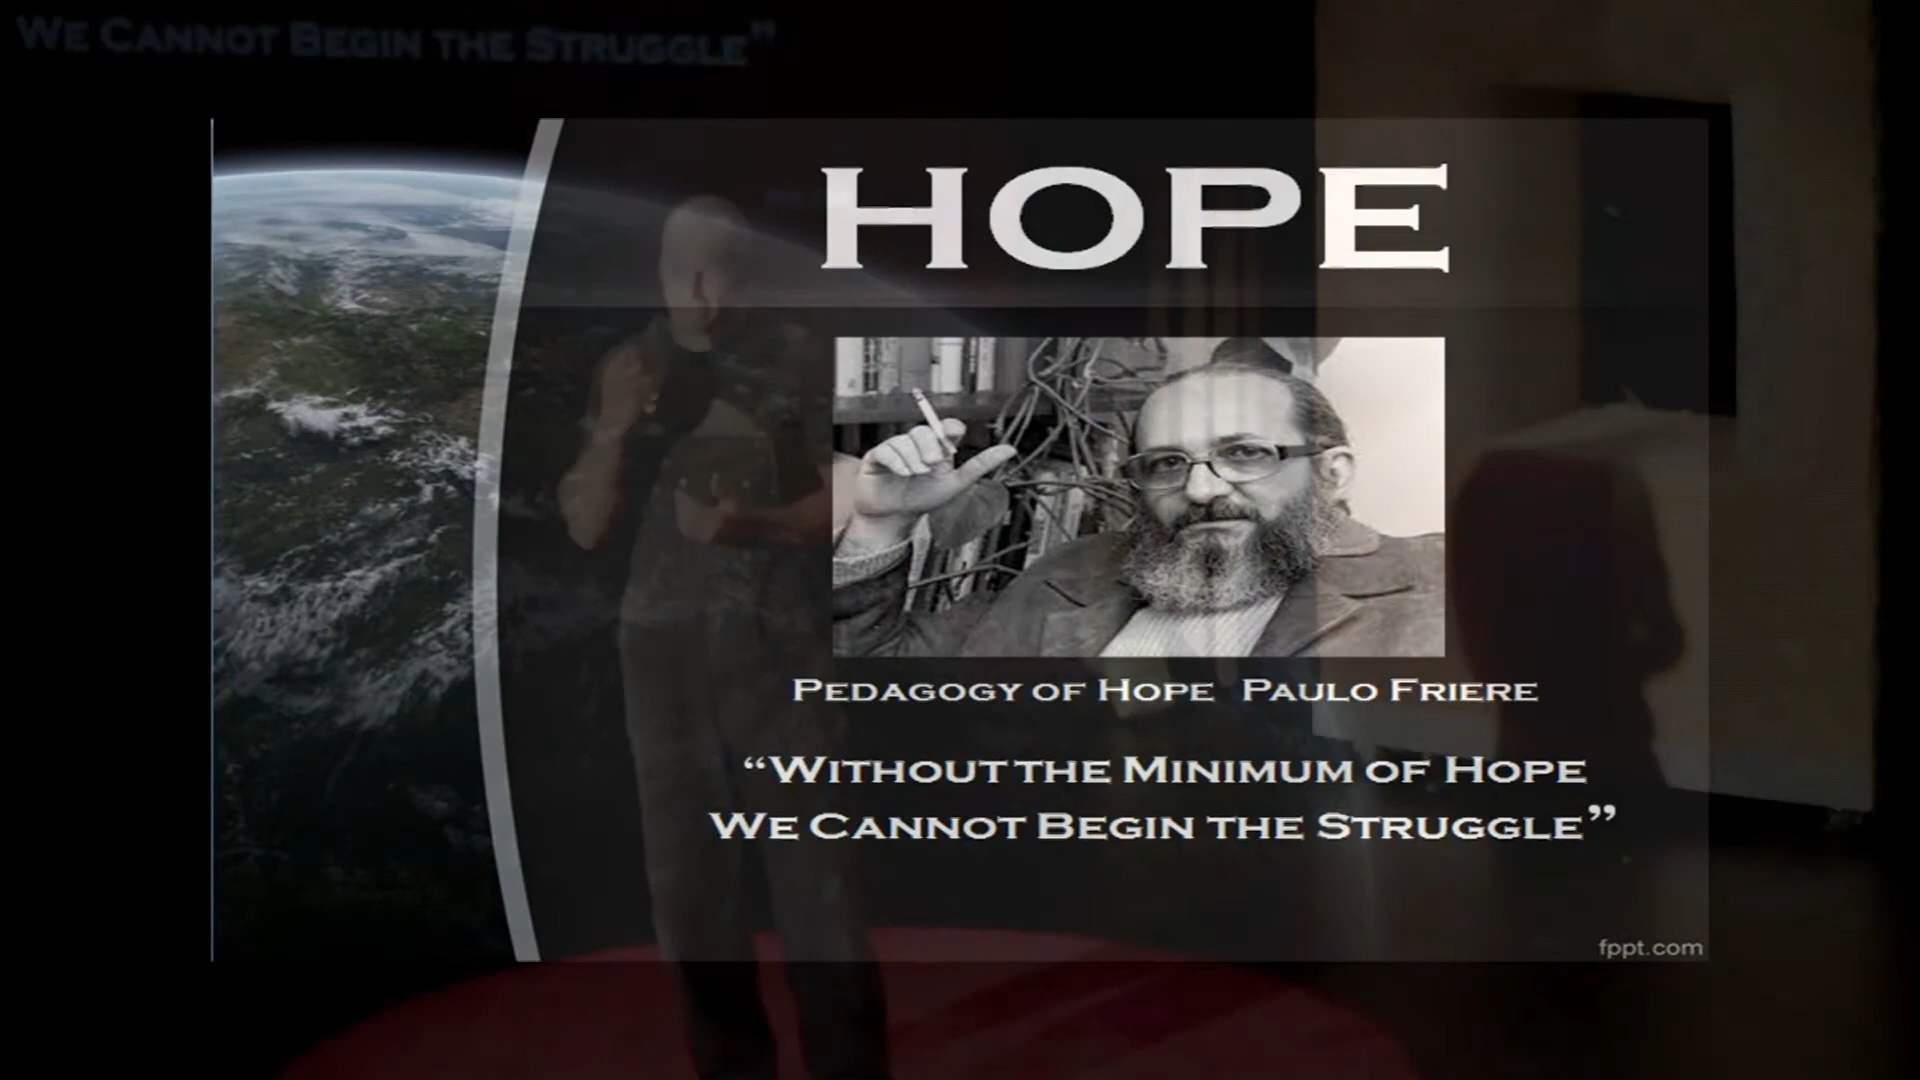 We Cannot Begin the Struggle”
HOPE
Pedagogy of Hope Paulo Friere
“Without the Minimum of Hope
We Cannot Begin the Struggle”
fppt.com